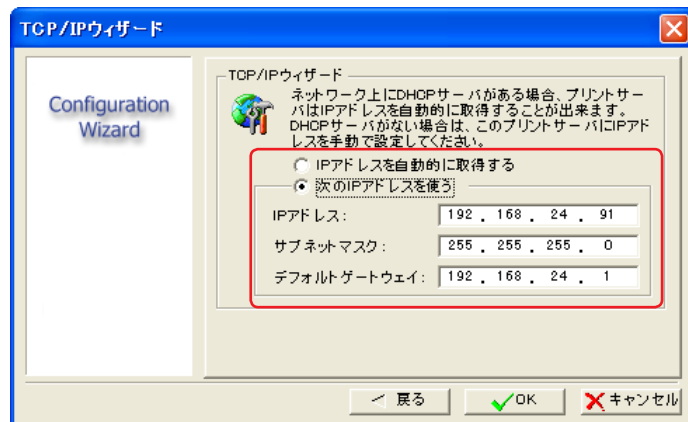 TCP/IPウィザード
Configuration
Wizard
TCP/IPウィザード
ネットワーク上にDHCPサーバがある場合、プリントサー
バはIPアドレスを自動的に取得することが出来ます。
DHCPサーバがない場合は、このプリントサーバにIPアド
レスを手動で設定してください。
IPアドレスを自動的に取得する
次のIPアドレスを使う
IPアドレス: 192 . 168 . 24 . 91
サブネットマスク: 255 . 255 . 255 . 0
デフォルトゲートウェイ: 192 . 168 . 24 . 1
< 戻る OK キャンセル